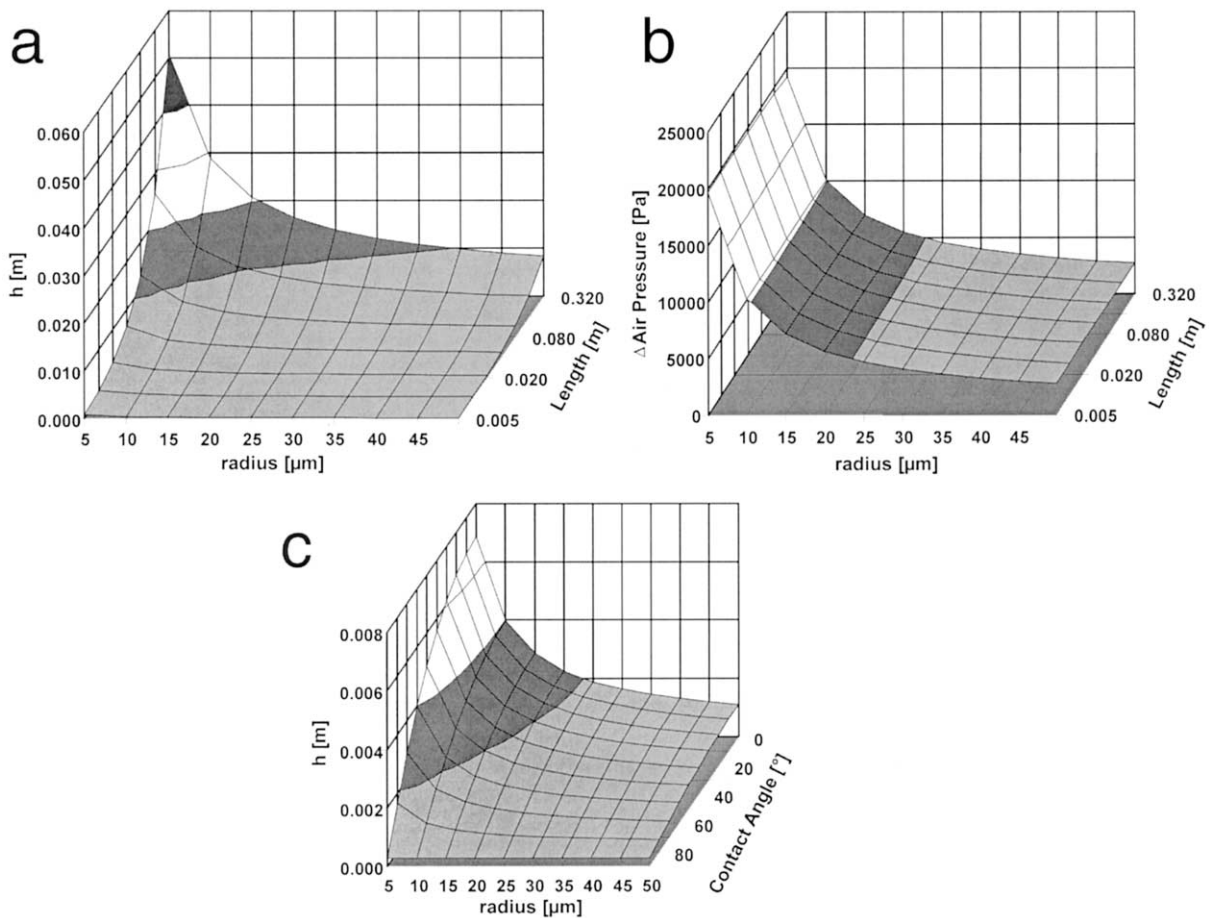 a
0.060
0.050
0.040
0.030
0.020
0.010
0.000
h [m]
5 10 15 20 25 30 35 40 45
radius [µm]
0.005
0.020
0.080
0.320
Length [m]
b
25000
20000
15000
10000
5000
0
Δ Air Pressure [Pa]
5 10 15 20 25 30 35 40 45
radius [µm]
0.005
0.020
0.080
0.320
Length [m]
c
0.008
0.006
0.004
0.002
0.000
h [m]
5 10 15 20 25 30 35 40 45 50
radius [µm]
80
60
40
20
0
Contact Angle [°]